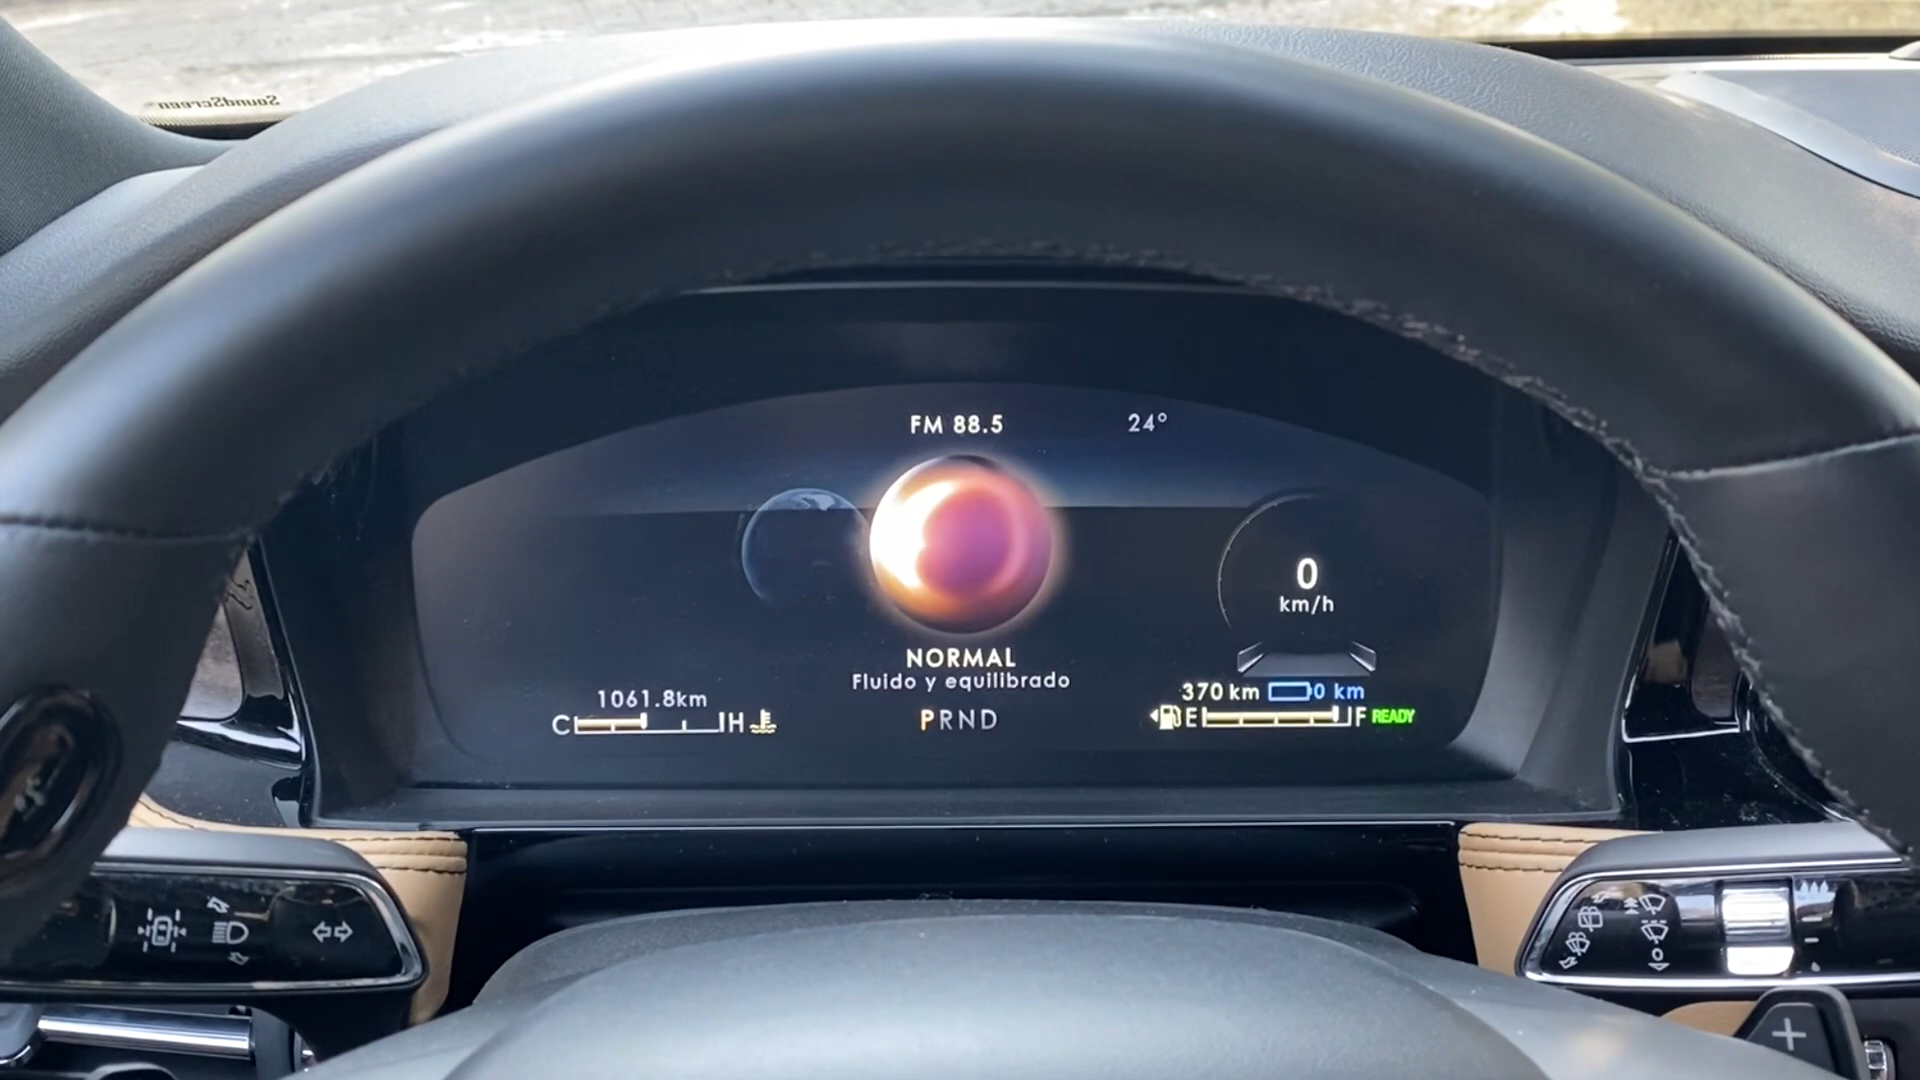 SoundScreen
FM 88.5
24°
0
km/h
NORMAL
Fluido y equilibrado
1061.8km
370 km
0 km
C H
PRND
E F READY